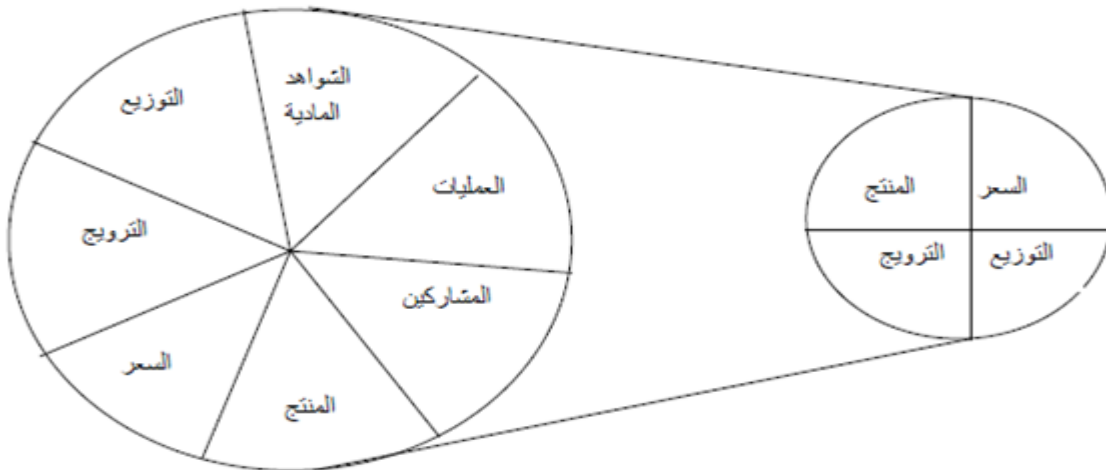 الشواهد
المادية
التوزيع
العمليات
الترويج
المشاركين
السعر
المنتج
السعر
المنتج
التوزيع
الترويج